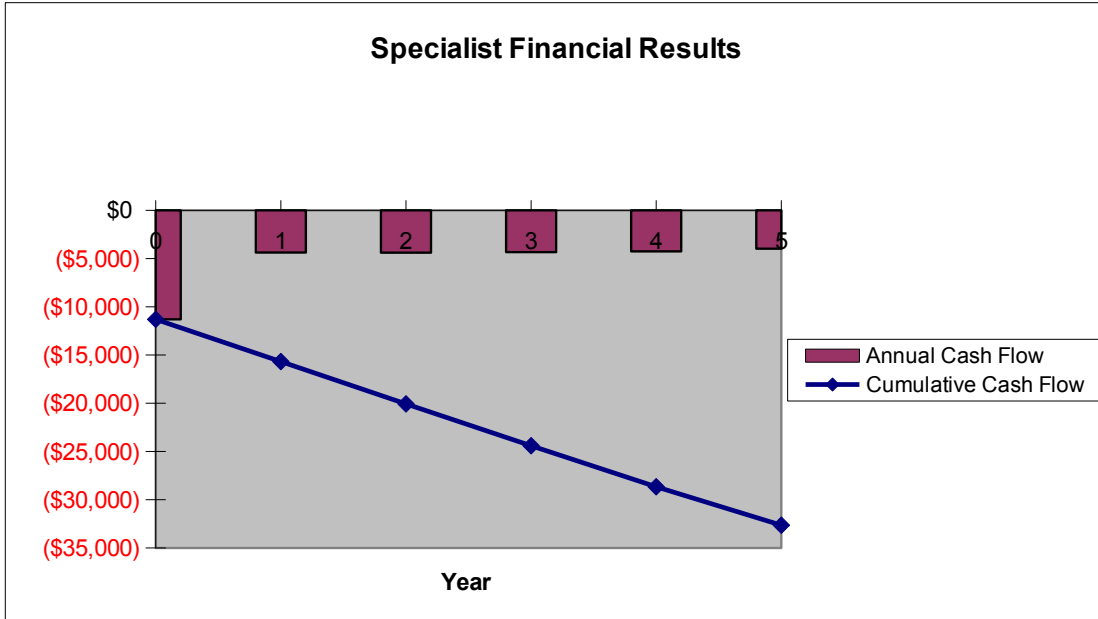 Specialist Financial Results
$0
0 1 2 3 4 5
($5,000)
($10,000)
($15,000)
($20,000)
($25,000)
($30,000)
($35,000)
Annual Cash Flow
Cumulative Cash Flow
Year